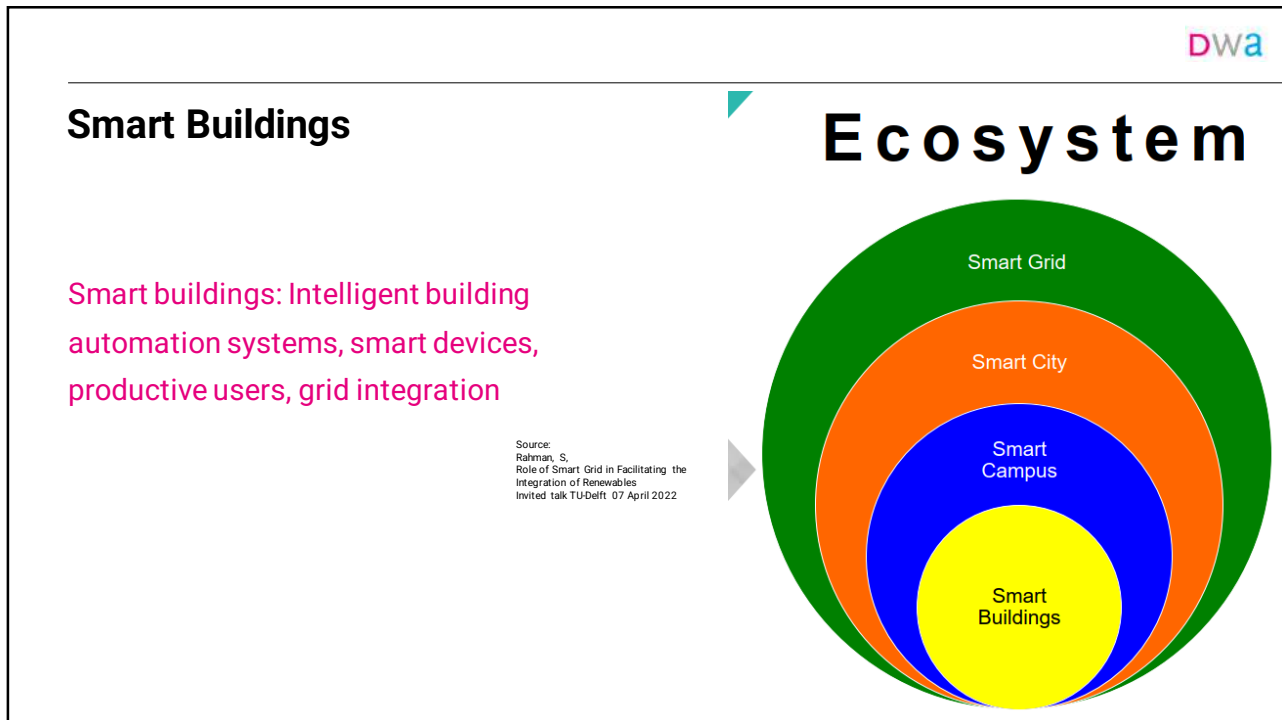 DWa
Smart Buildings
Ecosystem
Smart buildings: Intelligent building
automation systems, smart devices,
productive users, grid integration
Source:
Rahman, S,
Role of Smart Grid in Facilitating the
Integration of Renewables
Invited talk TU-Delft 07 April 2022
Smart Grid
Smart City
Smart
Campus
Smart
Buildings